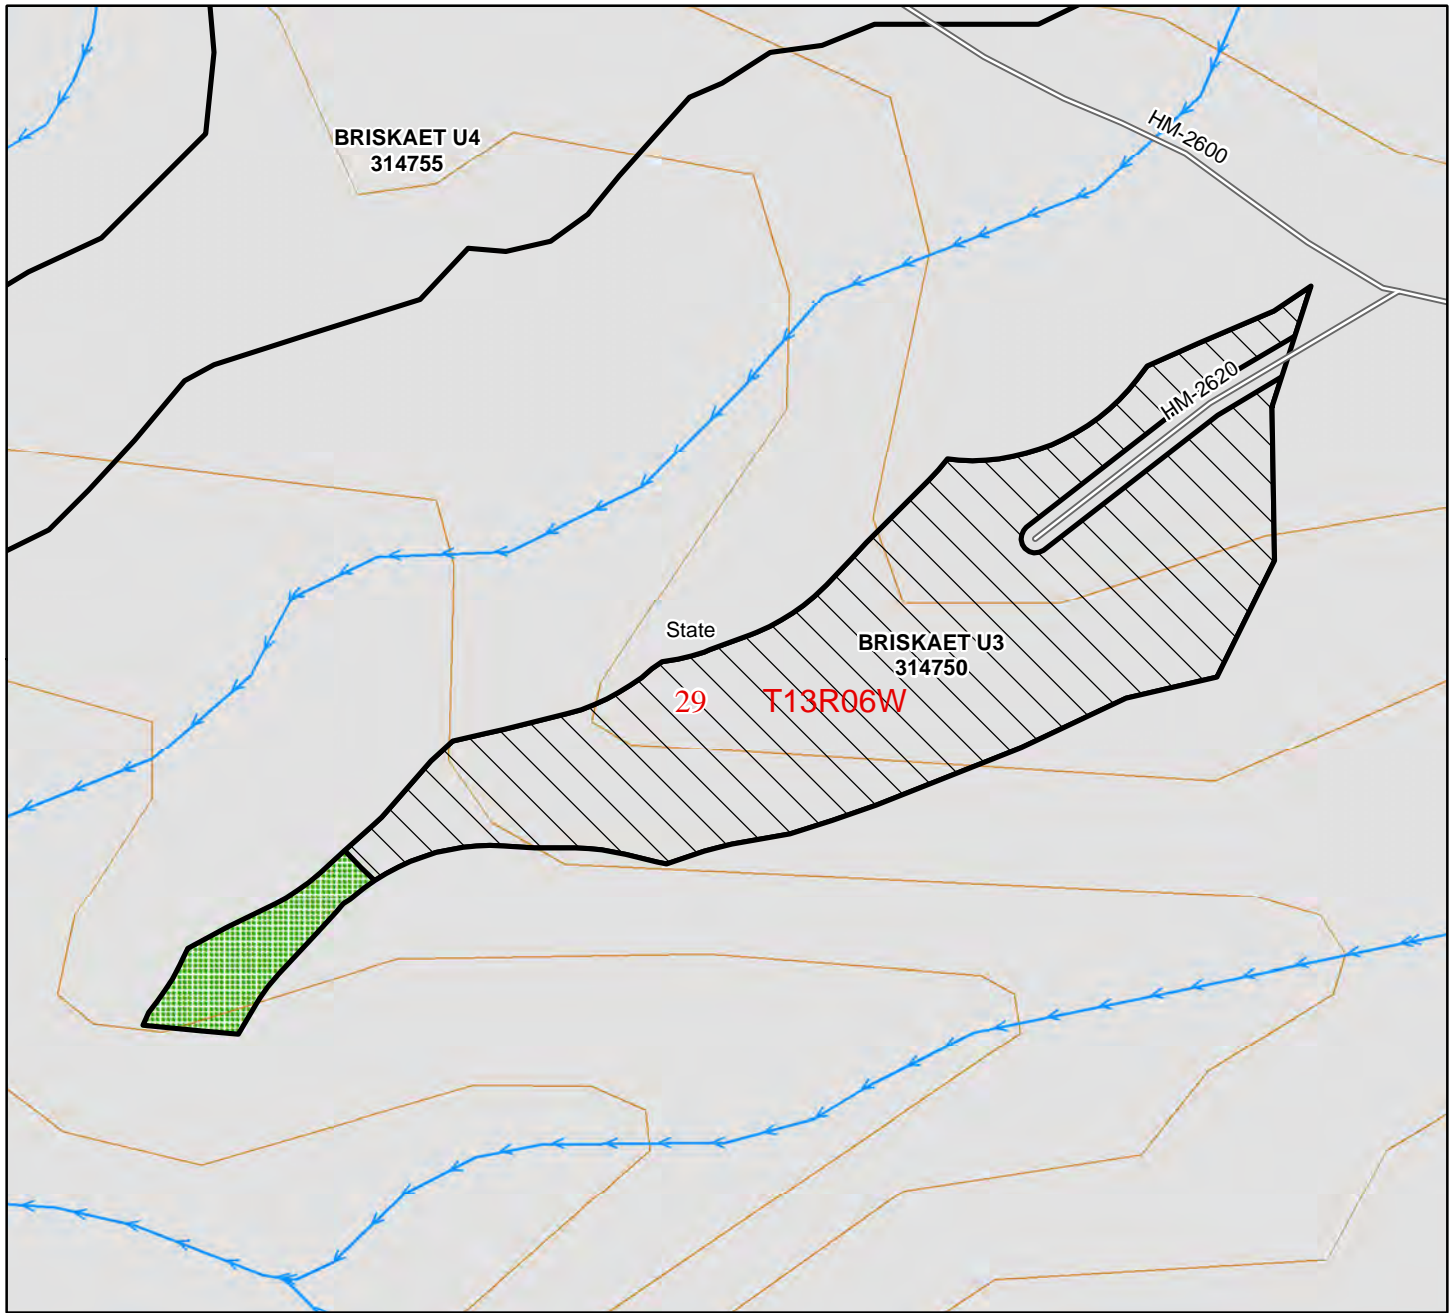 HM-2600
BRISKAET U4
314755
HM-2620
State
BRISKAET U3
314750
29
T13R06W